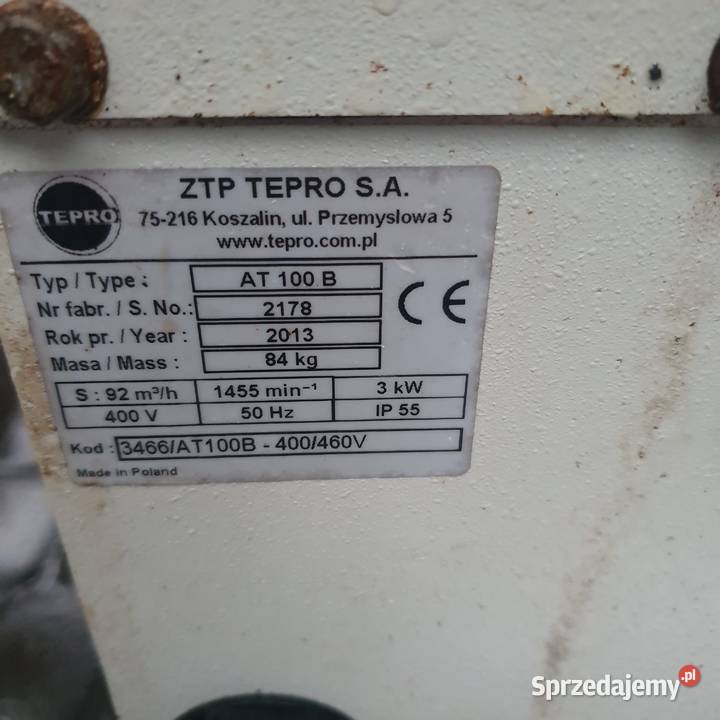 ZTP TEPRO S.A.
TEPRO
75-216 Koszalin, ul. Przemyslowa 5
www.tepro.com.pl
Typ / Type : AT 100 B
Nr fabr. / S. No.: 2178
Rok pr. / Year : 2013
Masa / Mass : 84 kg
CE
S : 92 m³/h 1455 min⁻¹ 3 kW
400 V 50 Hz IP 55
Kod : 3466/AT100B - 400/460V
Made in Poland
Sprzedajemy.pl